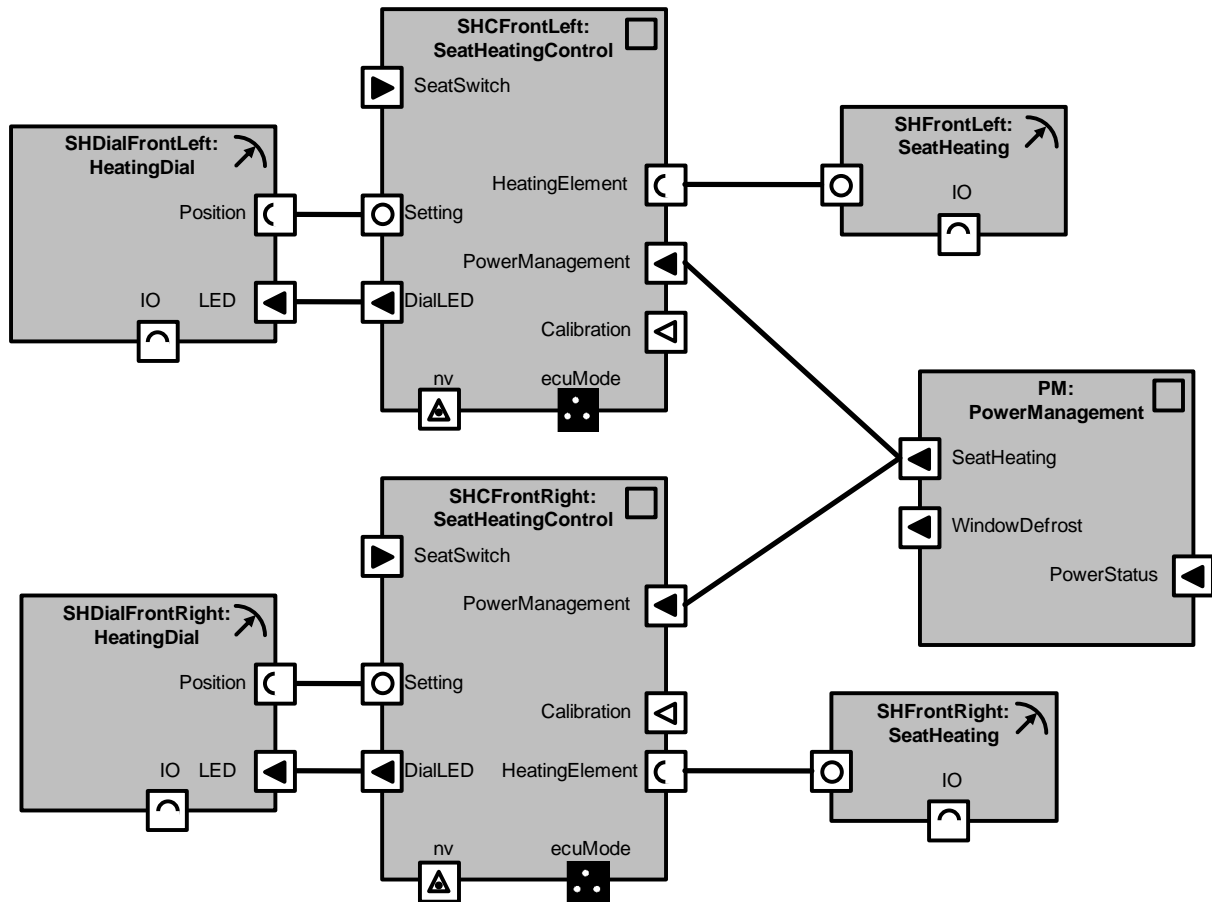 SHCFrontLeft:
SeatHeatingControl
SeatSwitch
SHDialFrontLeft:
HeatingDial
SHFrontLeft:
SeatHeating
HeatingElement
IO
Position
Setting
PowerManagement
IO
LED
DialLED
Calibration
nv
ecuMode
PM:
PowerManagement
SeatHeating
SHCFrontRight:
SeatHeatingControl
WindowDefrost
SeatSwitch
PowerStatus
PowerManagement
SHDialFrontRight:
HeatingDial
Position
Setting
Calibration
SHFrontRight:
SeatHeating
IO
LED
DialLED
HeatingElement
IO
nv
ecuMode